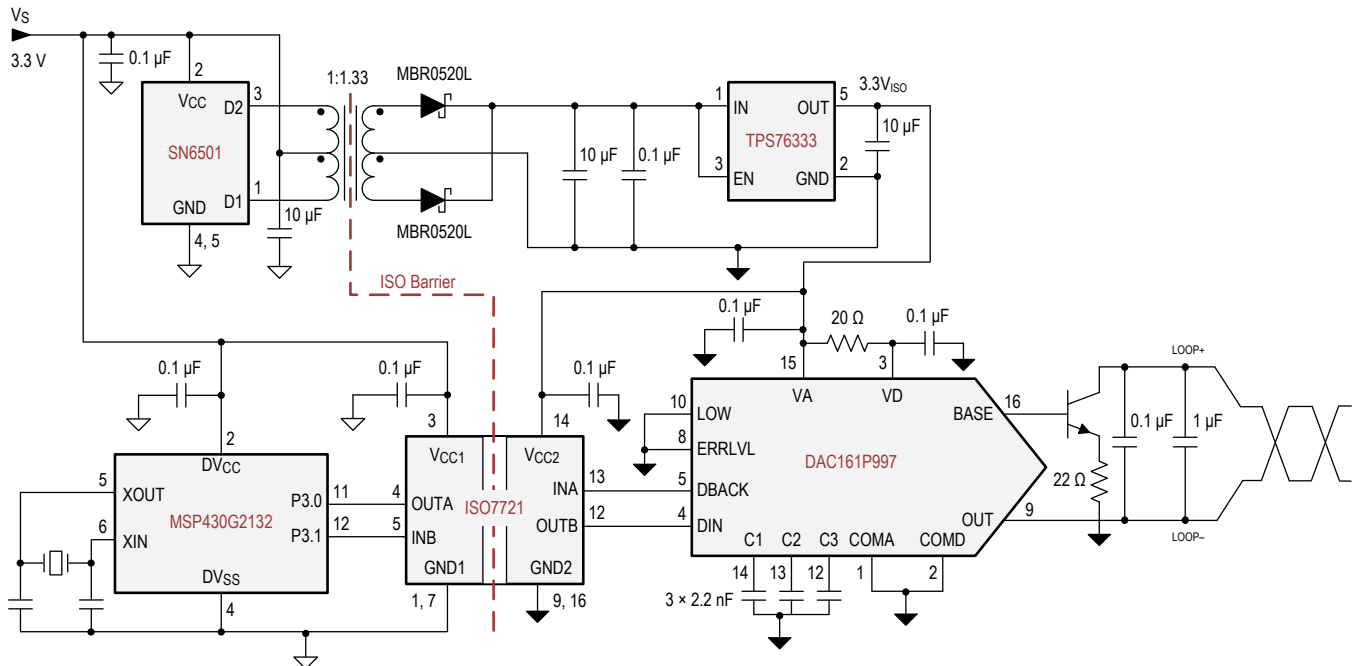 VS
3.3 V
0.1 µF
2
VCC
D2
3
SN6501
D1
1
GND
4, 5
10 µF
1:1.33
MBR0520L
MBR0520L
10 µF
0.1 µF
1
IN
OUT
5
3.3VISO
TPS76333
3
EN
GND
2
10 µF
ISO Barrier
0.1 µF
20 Ω
0.1 µF
15
3
0.1 µF
0.1 µF
0.1 µF
2
3
14
DVCC
5
XOUT
P3.0
11
MSP430G2132
6
XIN
P3.1
12
DVSS
4
VCC1
VCC2
4
OUTA
INA
13
ISO7721
5
INB
OUTB
12
GND1
GND2
1, 7
9, 16
VA
VD
10
LOW
BASE
16
8
ERRLVL
DAC161P997
5
DBACK
4
DIN
OUT
9
C1
C2
C3
COMA
COMD
14
13
12
1
2
3 × 2.2 nF
22 Ω
0.1 µF
1 µF
LOOP+
LOOP–